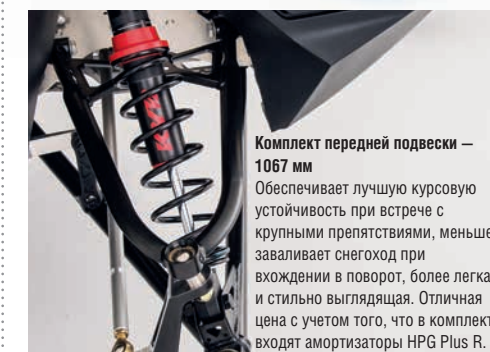 Комплект передней подвески —
1067 мм
Обеспечивает лучшую курсовую
устойчивость при встрече с
крупными препятствиями, меньше
заваливает снегоход при
вхождении в поворот, более легка
и стильно выглядящая. Отличная
цена с учетом того, что в комплект
входят амортизаторы HPG Plus R.